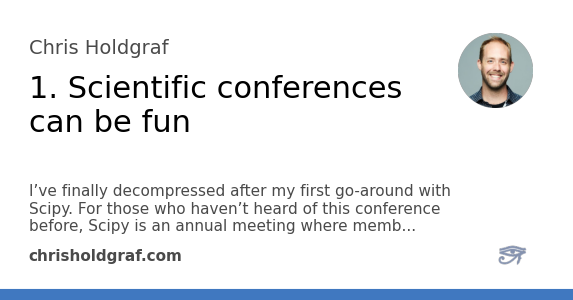 Chris Holdgraf
1. Scientific conferences
can be fun
I’ve finally decompressed after my first go-around with
Scipy. For those who haven’t heard of this conference
before, Scipy is an annual meeting where memb...
chrisholdgraf.com